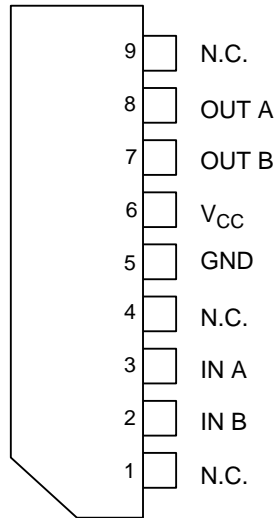 9 N.C.
8 OUT A
7 OUT B
6 VCC
5 GND
4 N.C.
3 IN A
2 IN B
1 N.C.